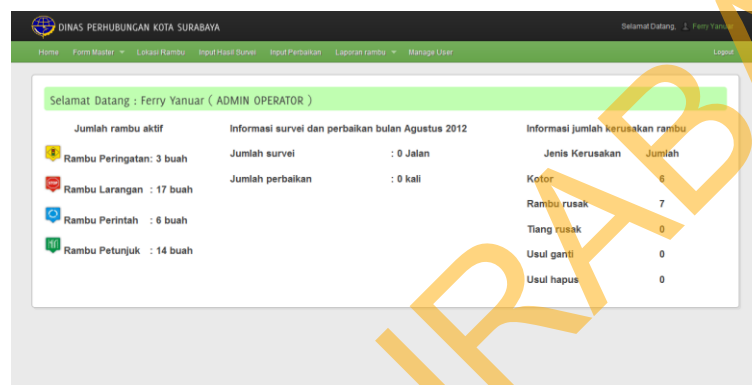 DINAS PERHUBUNGAN KOTA SURABAYA
Selamat Datang, Ferry Yanuar
Home Form Master Lokasi Rambu Input Hasil Survei Input Perbaikan Laporan rambu Manage User Logout
Selamat Datang : Ferry Yanuar ( ADMIN OPERATOR )
Jumlah rambu aktif
Rambu Peringatan: 3 buah
Rambu Larangan : 17 buah
Rambu Perintah : 6 buah
Rambu Petunjuk : 14 buah
Informasi survei dan perbaikan bulan Agustus 2012
Jumlah survei : 0 Jalan
Jumlah perbaikan : 0 kali
Informasi jumlah kerusakan rambu
Jenis Kerusakan Jumlah
Kotor 6
Rambu rusak 7
Tiang rusak 0
Usul ganti 0
Usul hapus 0